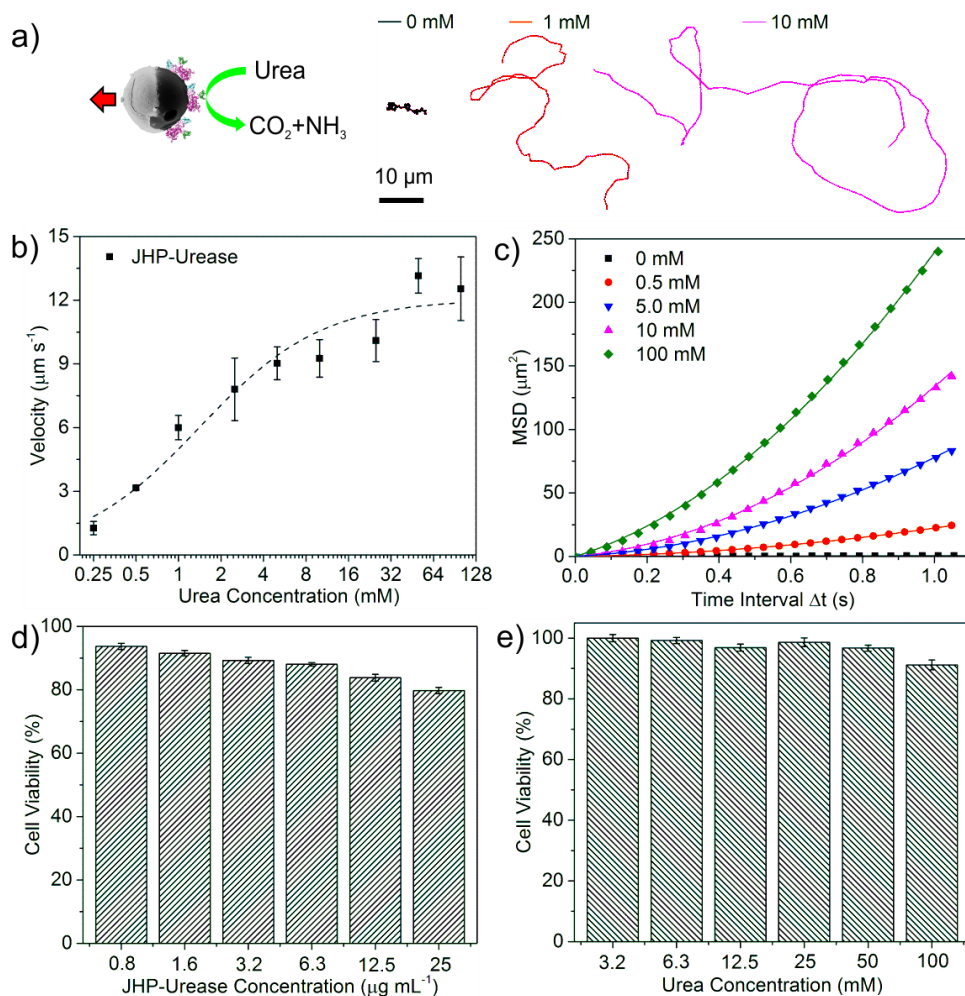 a)
0 mM
1 mM
10 mM
Urea
CO₂+NH₃
10 μm
b)
15
12
9
6
3
0
Velocity (μm s⁻¹)
JHP-Urease
0.25 0.5 1 2 4 8 16 32 64 128
Urea Concentration (mM)
c)
250
200
150
100
50
0
MSD (μm²)
0 mM
0.5 mM
5.0 mM
10 mM
100 mM
0.0 0.2 0.4 0.6 0.8 1.0
Time Interval Δt (s)
d)
100
80
60
40
20
0
Cell Viability (%)
0.8 1.6 3.2 6.3 12.5 25
JHP-Urease Concentration (μg mL⁻¹)
e)
100
80
60
40
20
0
Cell Viability (%)
3.2 6.3 12.5 25 50 100
Urea Concentration (mM)